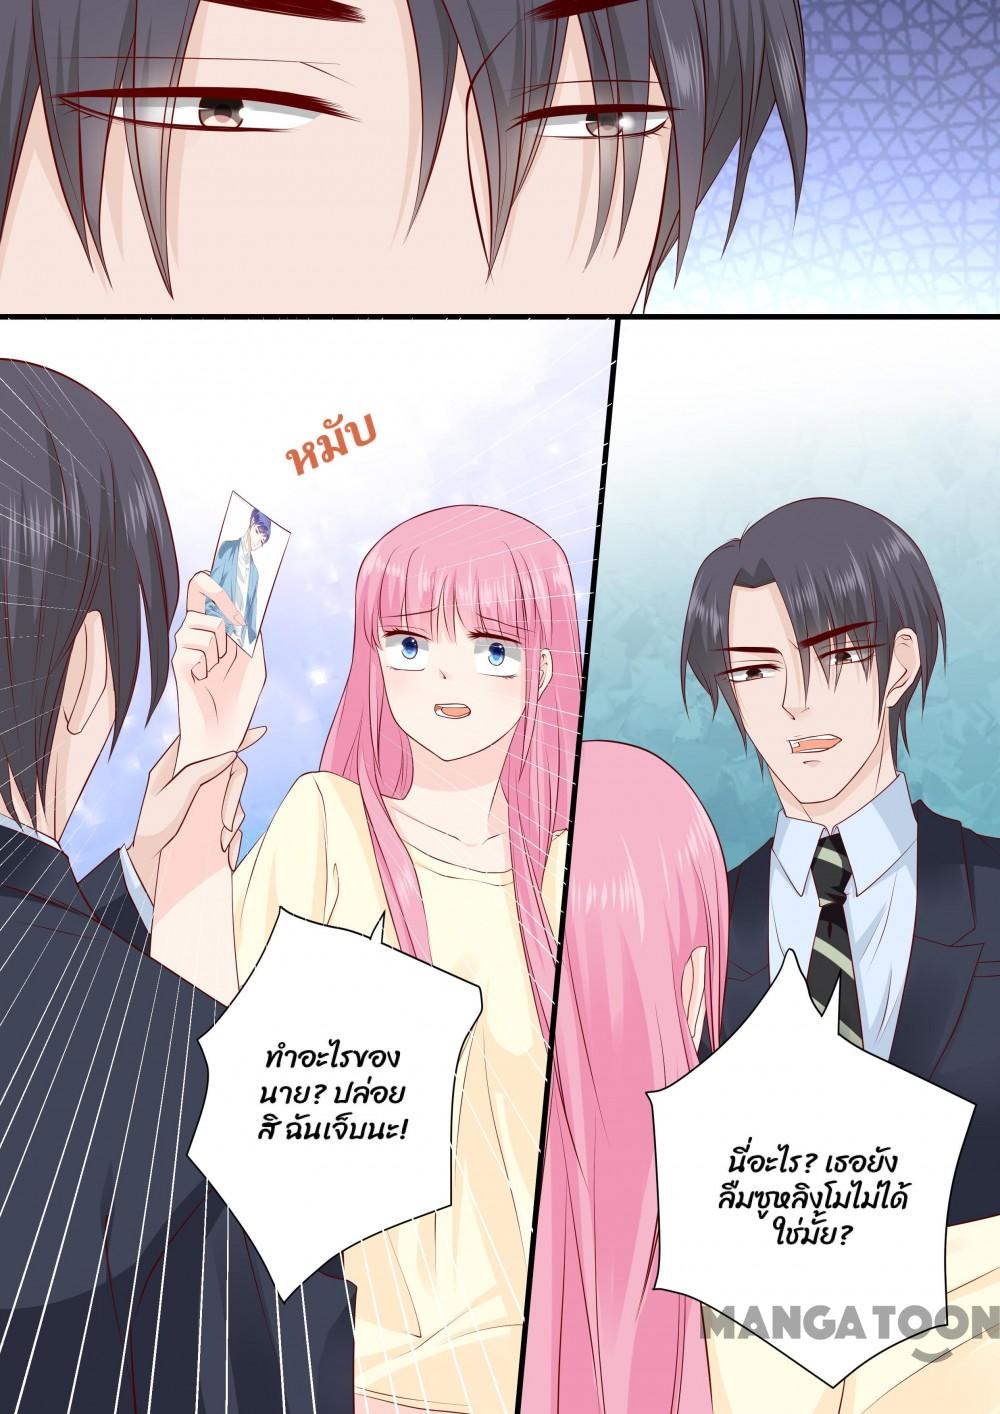 หมับ
ทำอะไรของ
นาย? ปล่อย
สิ ฉันเจ็บนะ!
นี่อะไร? เธอยัง
ลืมซูหลิงโมไม่ได้
ใช่มั้ย?
MANGATOON